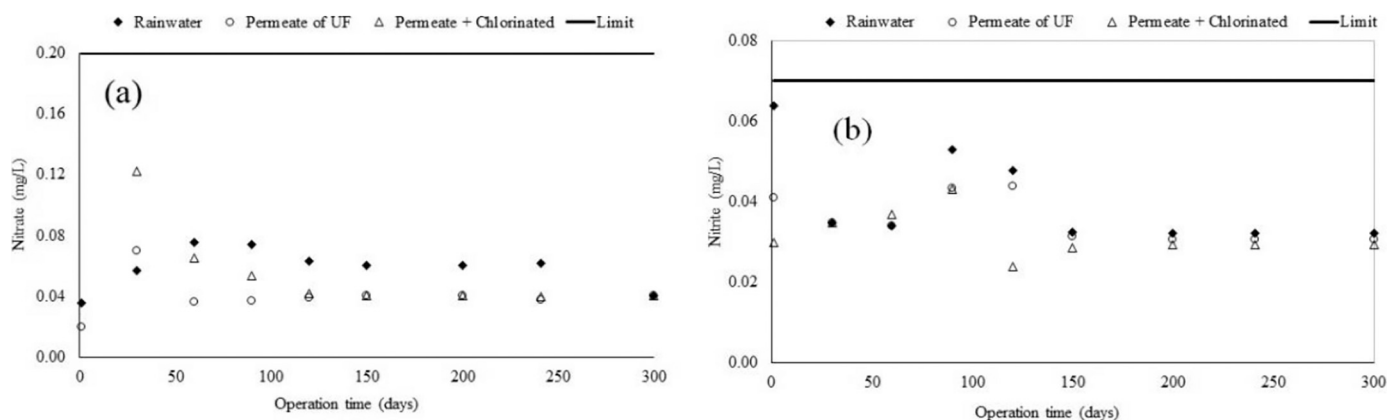 Rainwater Permeate of UF Permeate + Chlorinated Limit
0.20
0.16
0.12
0.08
0.04
0.00
Nitrate (mg/L)
(a)
0 50 100 150 200 250 300
Operation time (days)
Rainwater Permeate of UF Permeate + Chlorinated Limit
0.08
0.06
0.04
0.02
0.00
Nitrite (mg/L)
(b)
0 50 100 150 200 250 300
Operation time (days)